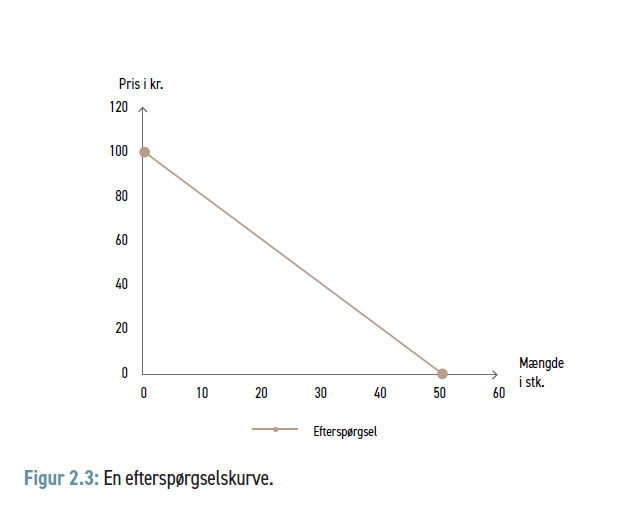 Pris i kr.
120
100
80
60
40
20
0
0 10 20 30 40 50 60
Mængde
i stk.
Efterspørgsel
Figur 2.3: En efterspørgselskurve.